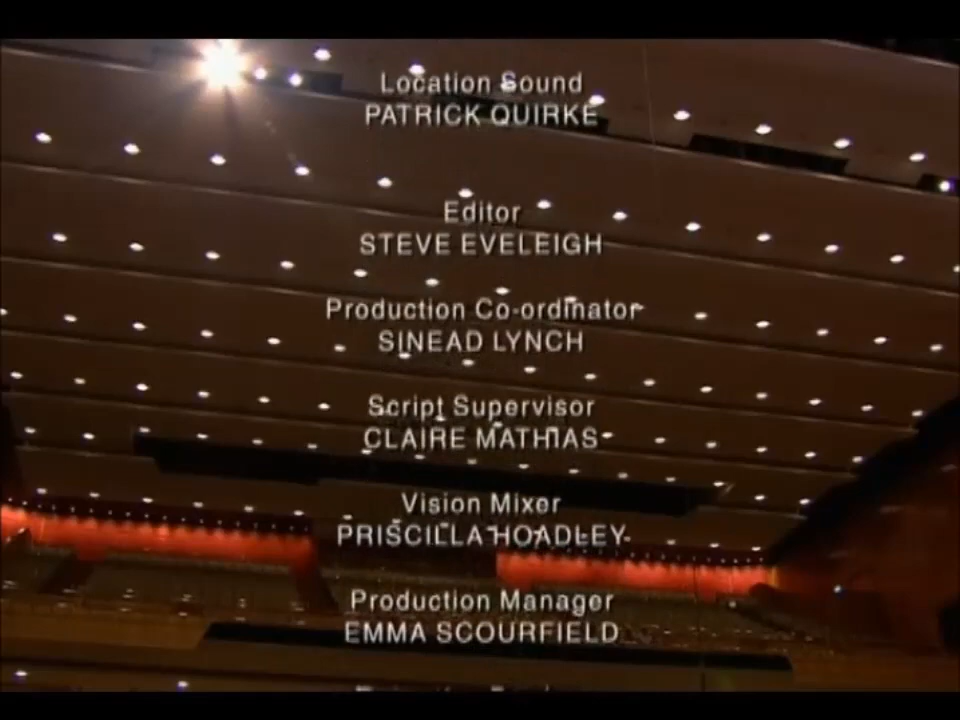 Location Sound
PATRICK QUIRKE
Editor
STEVE EVELEIGH
Production Co-ordinator
SINEAD LYNCH
Script Supervisor
CLAIRE MATHIAS
Vision Mixer
PRISCILLA HOADLEY
Production Manager
EMMA SCOURFIELD